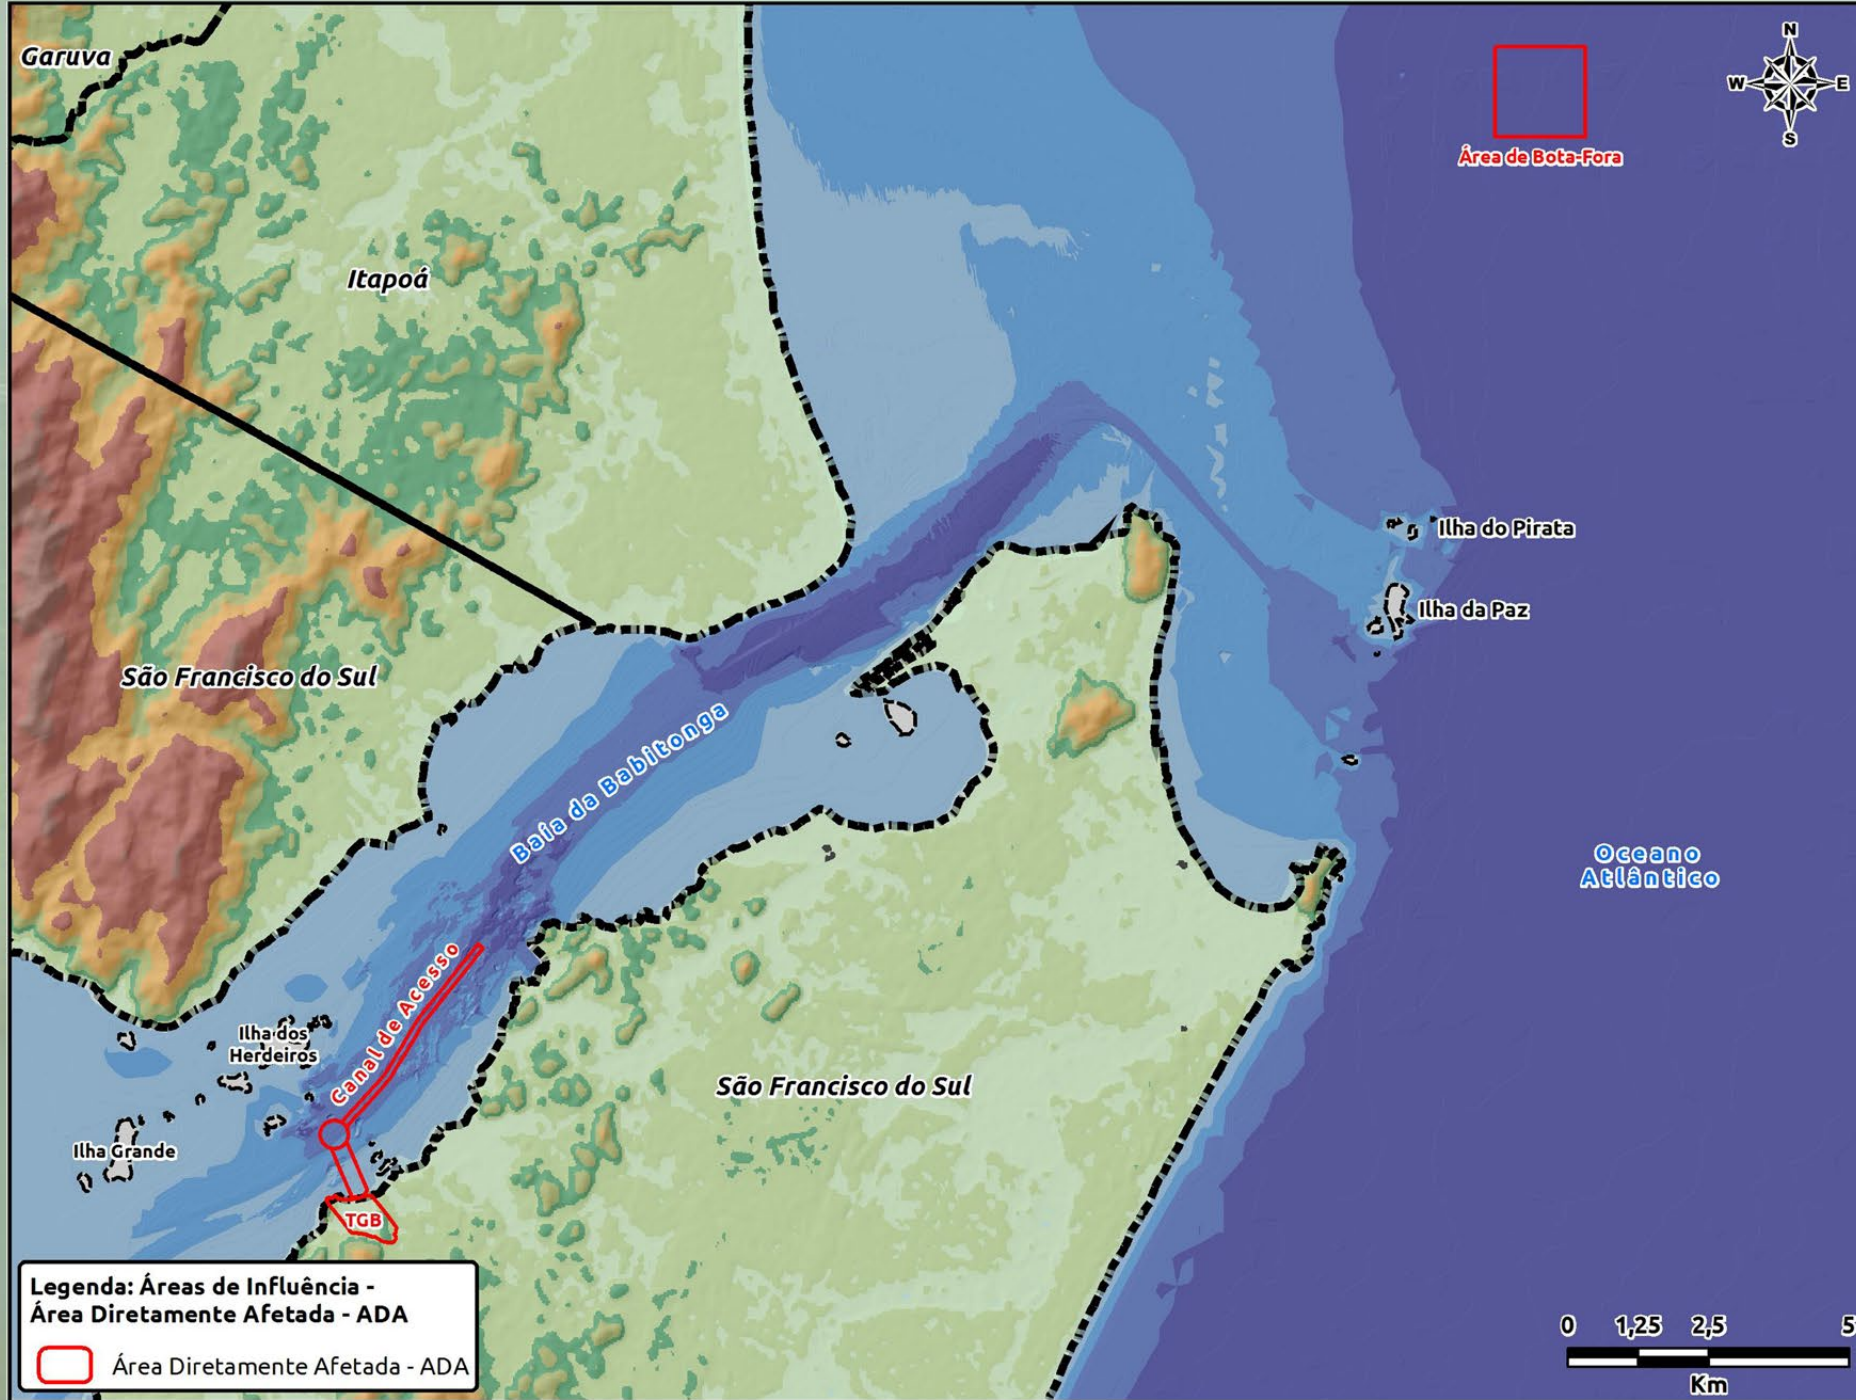 Garuva
N
W
E
S
Área de Bota-Fora
Itapoá
Ilha do Pirata
Ilha da Paz
São Francisco do Sul
Baía da Babitonga
Oceano
Atlântico
Canal de Acesso
Ilha dos
Herdeiros
São Francisco do Sul
Ilha Grande
TGB
Legenda: Áreas de Influência -
Área Diretamente Afetada - ADA
Área Diretamente Afetada - ADA
0 1,25 2,5 5
Km